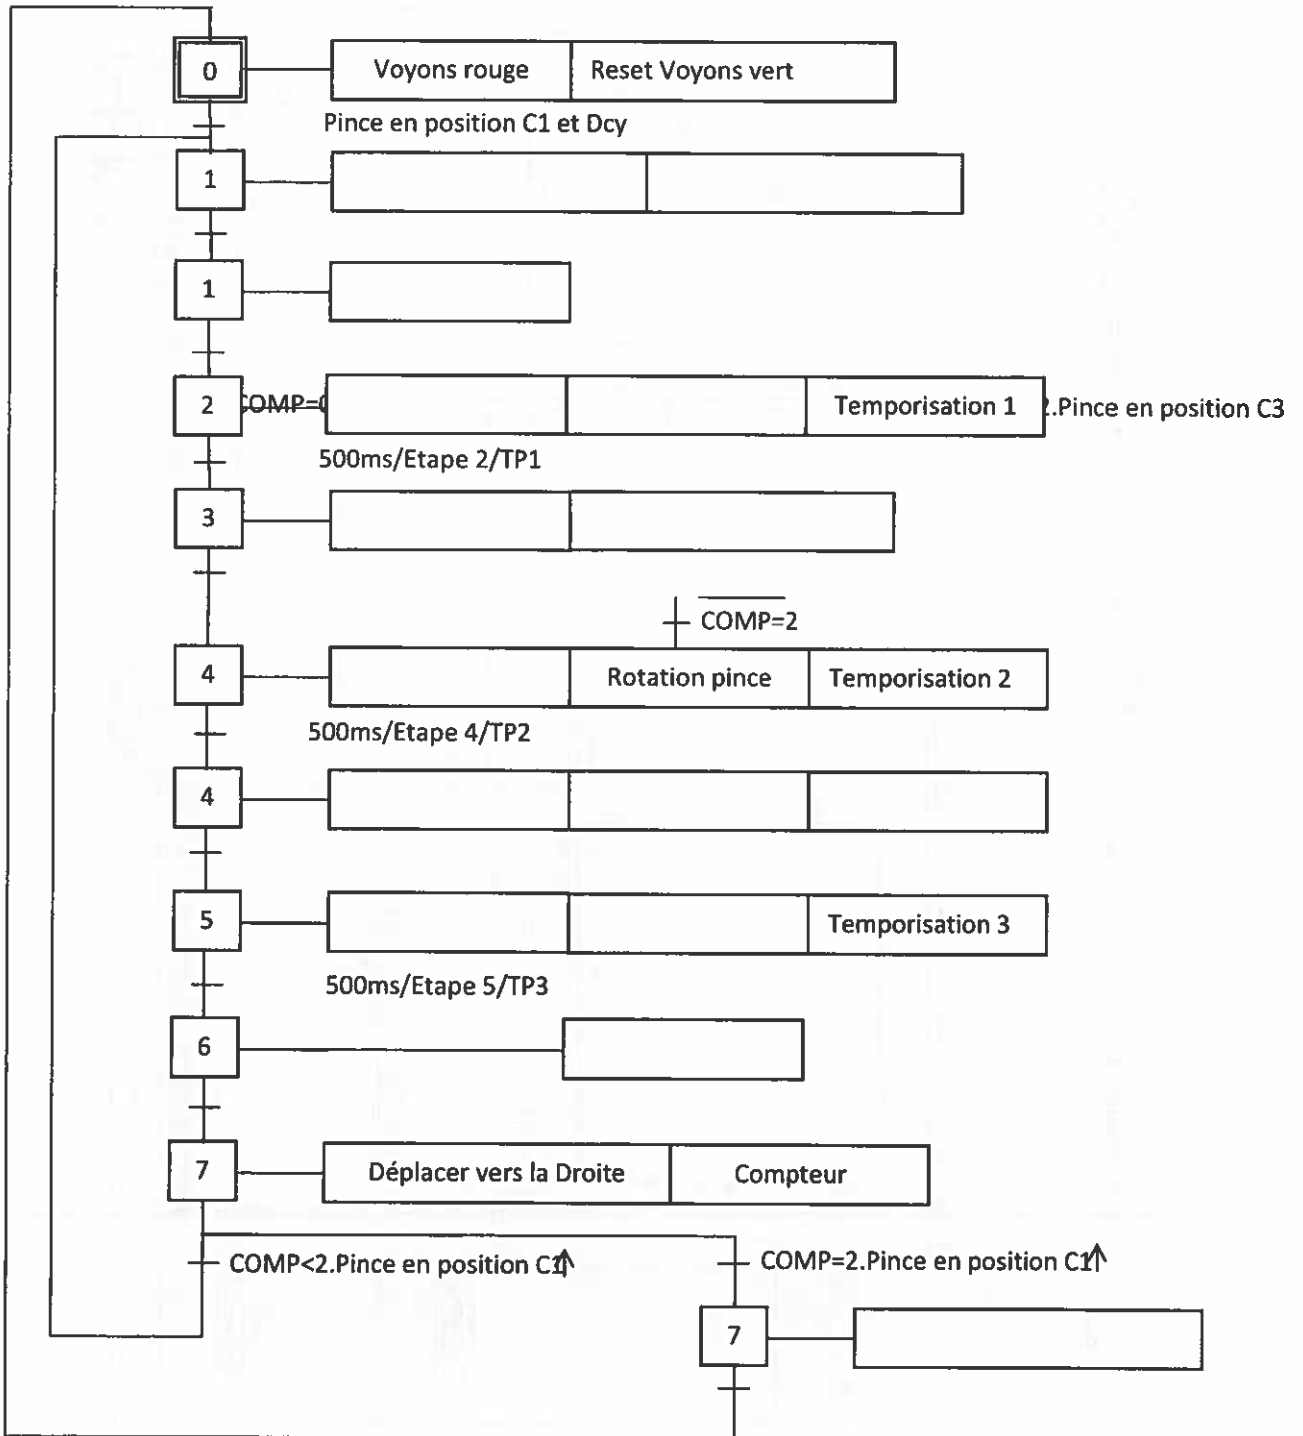 0 Voyons rouge Reset Voyons vert
Pince en position C1 et Dcy
1
1
2 COMP=0 Temporisation 1 2.Pince en position C3
500ms/Etape 2/TP1
3
COMP=2
4 Rotation pince Temporisation 2
500ms/Etape 4/TP2
4
5 Temporisation 3
500ms/Etape 5/TP3
6
7 Déplacer vers la Droite Compteur
COMP<2.Pince en position C1↑ COMP=2.Pince en position C1↑
7